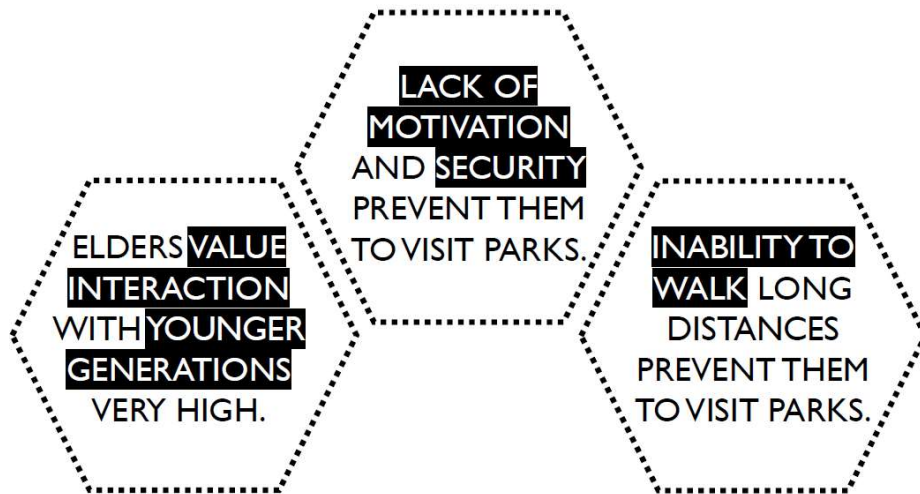 ELDERS VALUE
INTERACTION
WITH YOUNGER
GENERATIONS
VERY HIGH.
LACK OF
MOTIVATION
AND SECURITY
PREVENT THEM
TO VISIT PARKS.
INABILITY TO
WALK LONG
DISTANCES
PREVENT THEM
TO VISIT PARKS.